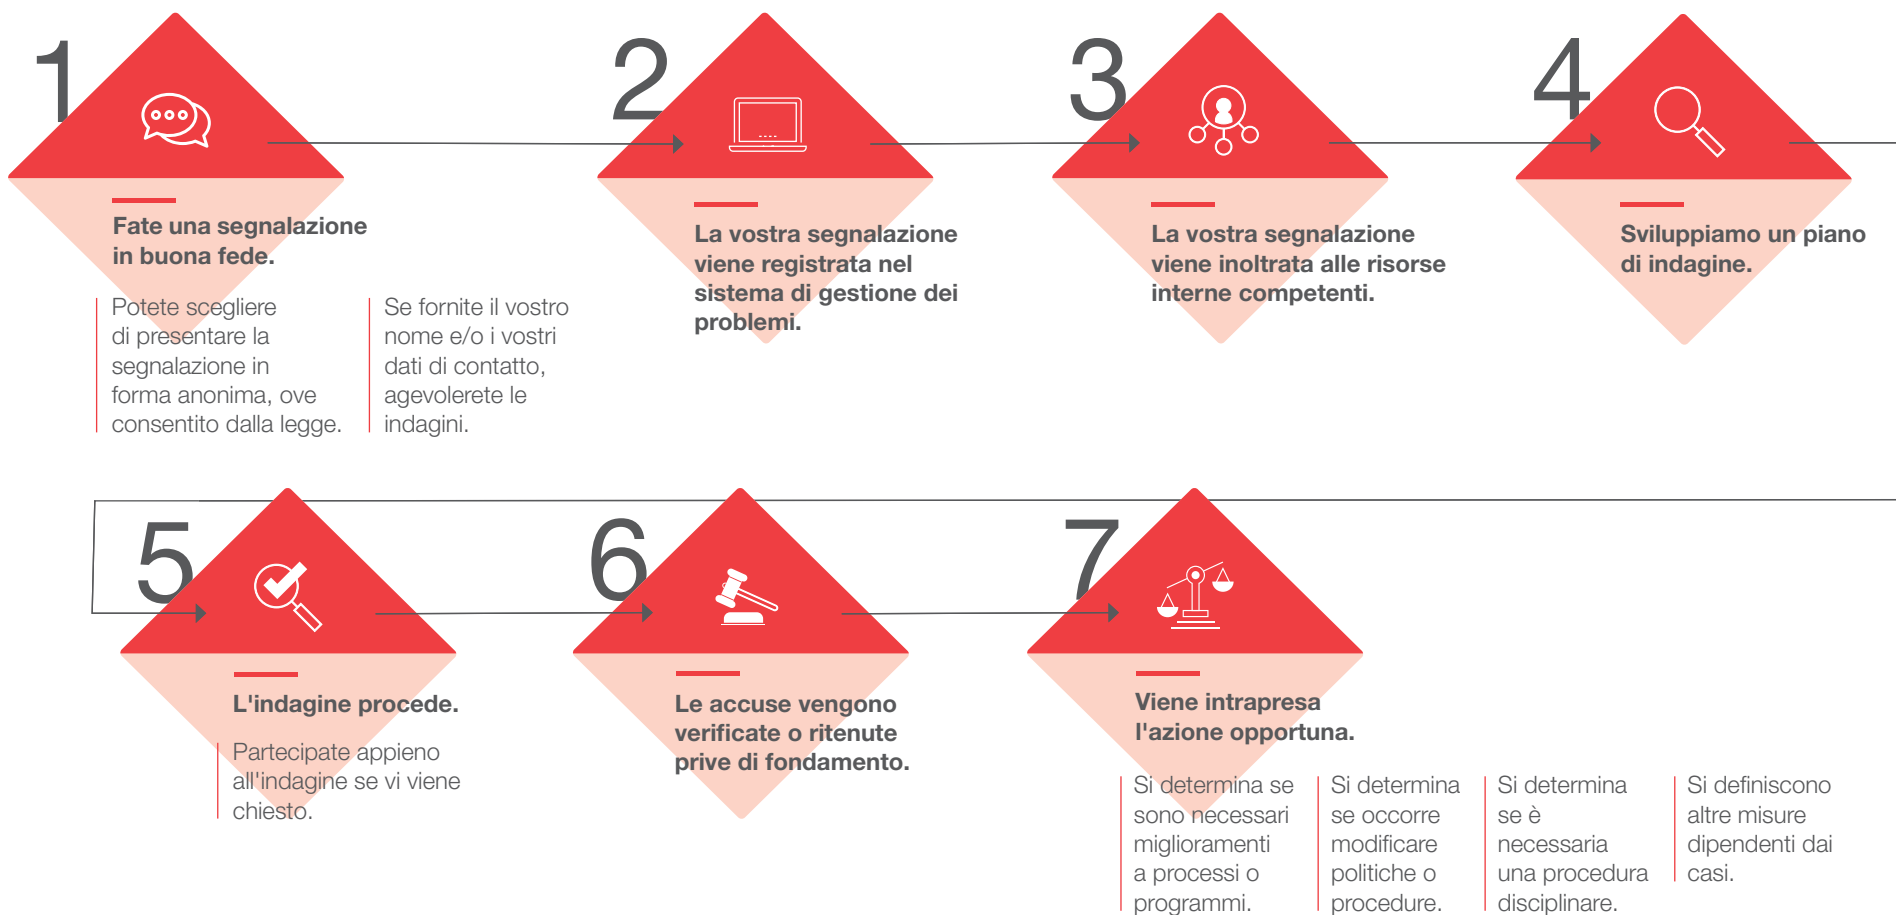 1
Fate una segnalazione
in buona fede.
Potete scegliere
di presentare la
segnalazione in
forma anonima, ove
consentito dalla legge.
Se fornite il vostro
nome e/o i vostri
dati di contatto,
agevolerete le
indagini.
2
La vostra segnalazione
viene registrata nel
sistema di gestione dei
problemi.
3
La vostra segnalazione
viene inoltrata alle risorse
interne competenti.
4
Sviluppiamo un piano
di indagine.
5
L'indagine procede.
Partecipate appieno
all'indagine se vi viene
chiesto.
6
Le accuse vengono
verificate o ritenute
prive di fondamento.
7
Viene intrapresa
l'azione opportuna.
Si determina se
sono necessari
miglioramenti
a processi o
programmi.
Si determina
se occorre
modificare
politiche o
procedure.
Si determina
se è
necessaria
una procedura
disciplinare.
Si definiscono
altre misure
dipendenti dai
casi.